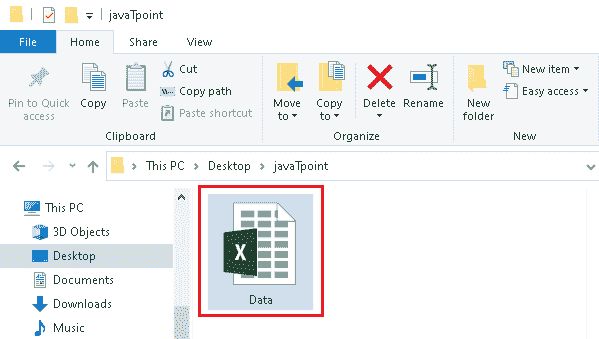 javaTpoint
File Home Share View
Pin to Quick access
Copy
Paste
Cut
Copy path
Paste shortcut
Clipboard
Move to
Copy to
Delete
Rename
Organize
New folder
New item
Easy access
New
This PC > Desktop > javaTpoint
This PC
3D Objects
Desktop
Documents
Downloads
Music
X
Data